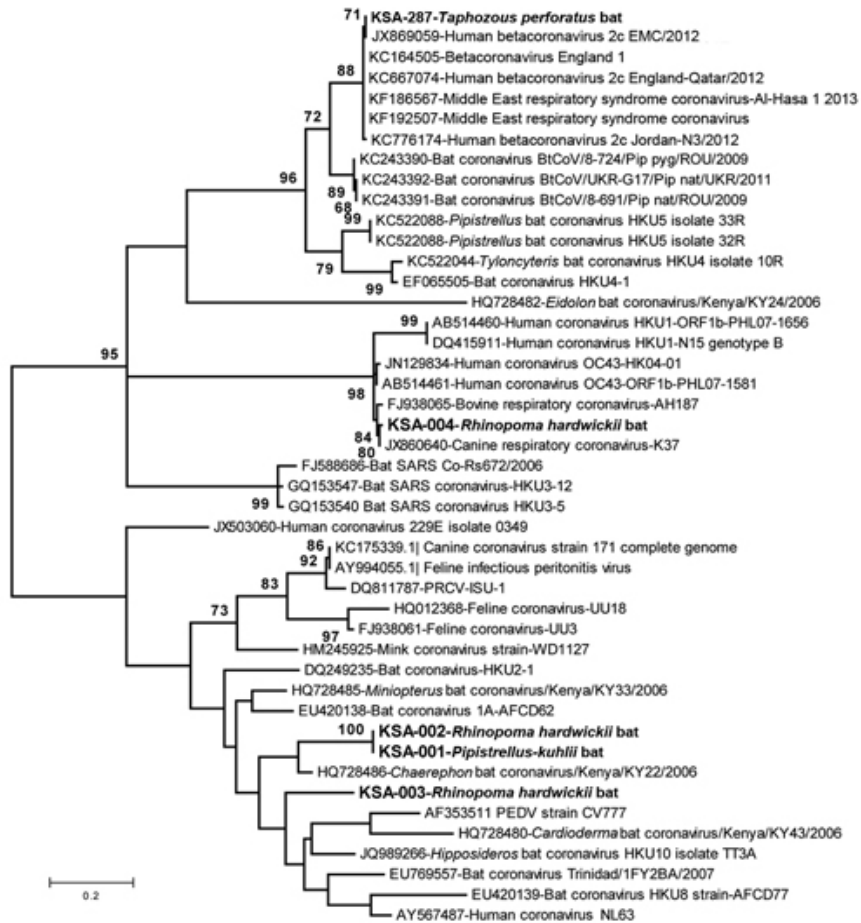 71
KSA-287-Taphozous perforatus bat
JX869059-Human betacoronavirus 2c EMC/2012
KC164505-Betacoronavirus England 1
88
KC667074-Human betacoronavirus 2c England-Qatar/2012
KF186567-Middle East respiratory syndrome coronavirus-Al-Hasa 1 2013
72
KF192507-Middle East respiratory syndrome coronavirus
KC776174-Human betacoronavirus 2c Jordan-N3/2012
KC243390-Bat coronavirus BtCoV/8-724/Pip pyg/ROU/2009
96
KC243392-Bat coronavirus BtCoV/UKR-G17/Pip nat/UKR/2011
89
KC243391-Bat coronavirus BtCoV/8-691/Pip nat/ROU/2009
68
99
KC522088-Pipistrellus bat coronavirus HKU5 isolate 33R
KC522088-Pipistrellus bat coronavirus HKU5 isolate 32R
79
KC522044-Tyloncyteris bat coronavirus HKU4 isolate 10R
99
EF065505-Bat coronavirus HKU4-1
HQ728482-Eidolon bat coronavirus/Kenya/KY24/2006
99
AB514460-Human coronavirus HKU1-ORF1b-PHL07-1656
DQ415911-Human coronavirus HKU1-N15 genotype B
95
JN129834-Human coronavirus OC43-HK04-01
AB514461-Human coronavirus OC43-ORF1b-PHL07-1581
98
FJ938065-Bovine respiratory coronavirus-AH187
KSA-004-Rhinopoma hardwickii bat
84
JX860640-Canine respiratory coronavirus-K37
80
FJ588686-Bat SARS Co-Rs672/2006
GQ153547-Bat SARS coronavirus-HKU3-12
99
GQ153540 Bat SARS coronavirus HKU3-5
JX503060-Human coronavirus 229E isolate 0349
86
KC175339.1| Canine coronavirus strain 171 complete genome
92
AY994055.1| Feline infectious peritonitis virus
83
DQ811787-PRCV-ISU-1
73
HQ012368-Feline coronavirus-UU18
FJ938061-Feline coronavirus-UU3
97
HM245925-Mink coronavirus strain-WD1127
DQ249235-Bat coronavirus-HKU2-1
HQ728485-Miniopterus bat coronavirus/Kenya/KY33/2006
EU420138-Bat coronavirus 1A-AFCD62
100
KSA-002-Rhinopoma hardwickii bat
KSA-001-Pipistrellus-kuhlii bat
HQ728486-Chaerephon bat coronavirus/Kenya/KY22/2006
KSA-003-Rhinopoma hardwickii bat
AF353511 PEDV strain CV777
HQ728480-Cardioderma bat coronavirus/Kenya/KY43/2006
JQ989266-Hipposideros bat coronavirus HKU10 isolate TT3A
EU769557-Bat coronavirus Trinidad/1FY2BA/2007
EU420139-Bat coronavirus HKU8 strain-AFCD77
AY567487-Human coronavirus NL63
0.2